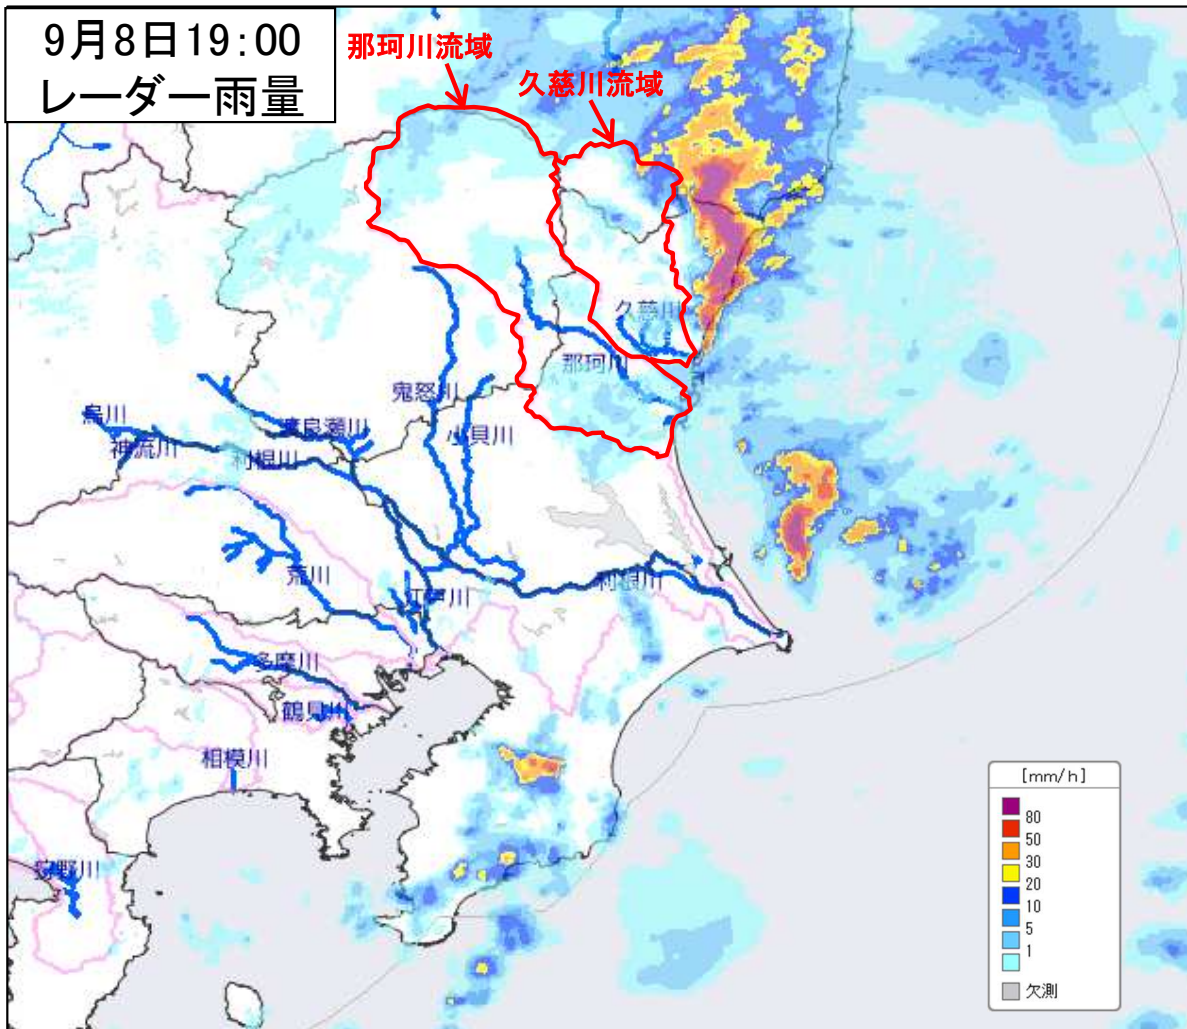 9月8日19:00
レーダー雨量
那珂川流域
久慈川流域
久慈川
那珂川
鬼怒川
小貝川
烏川
神流川
渡良瀬川
利根川
荒川
江戸川
利根川
多摩川
鶴見川
相模川
狩野川
[mm/h]
80
50
30
20
10
5
1
欠測